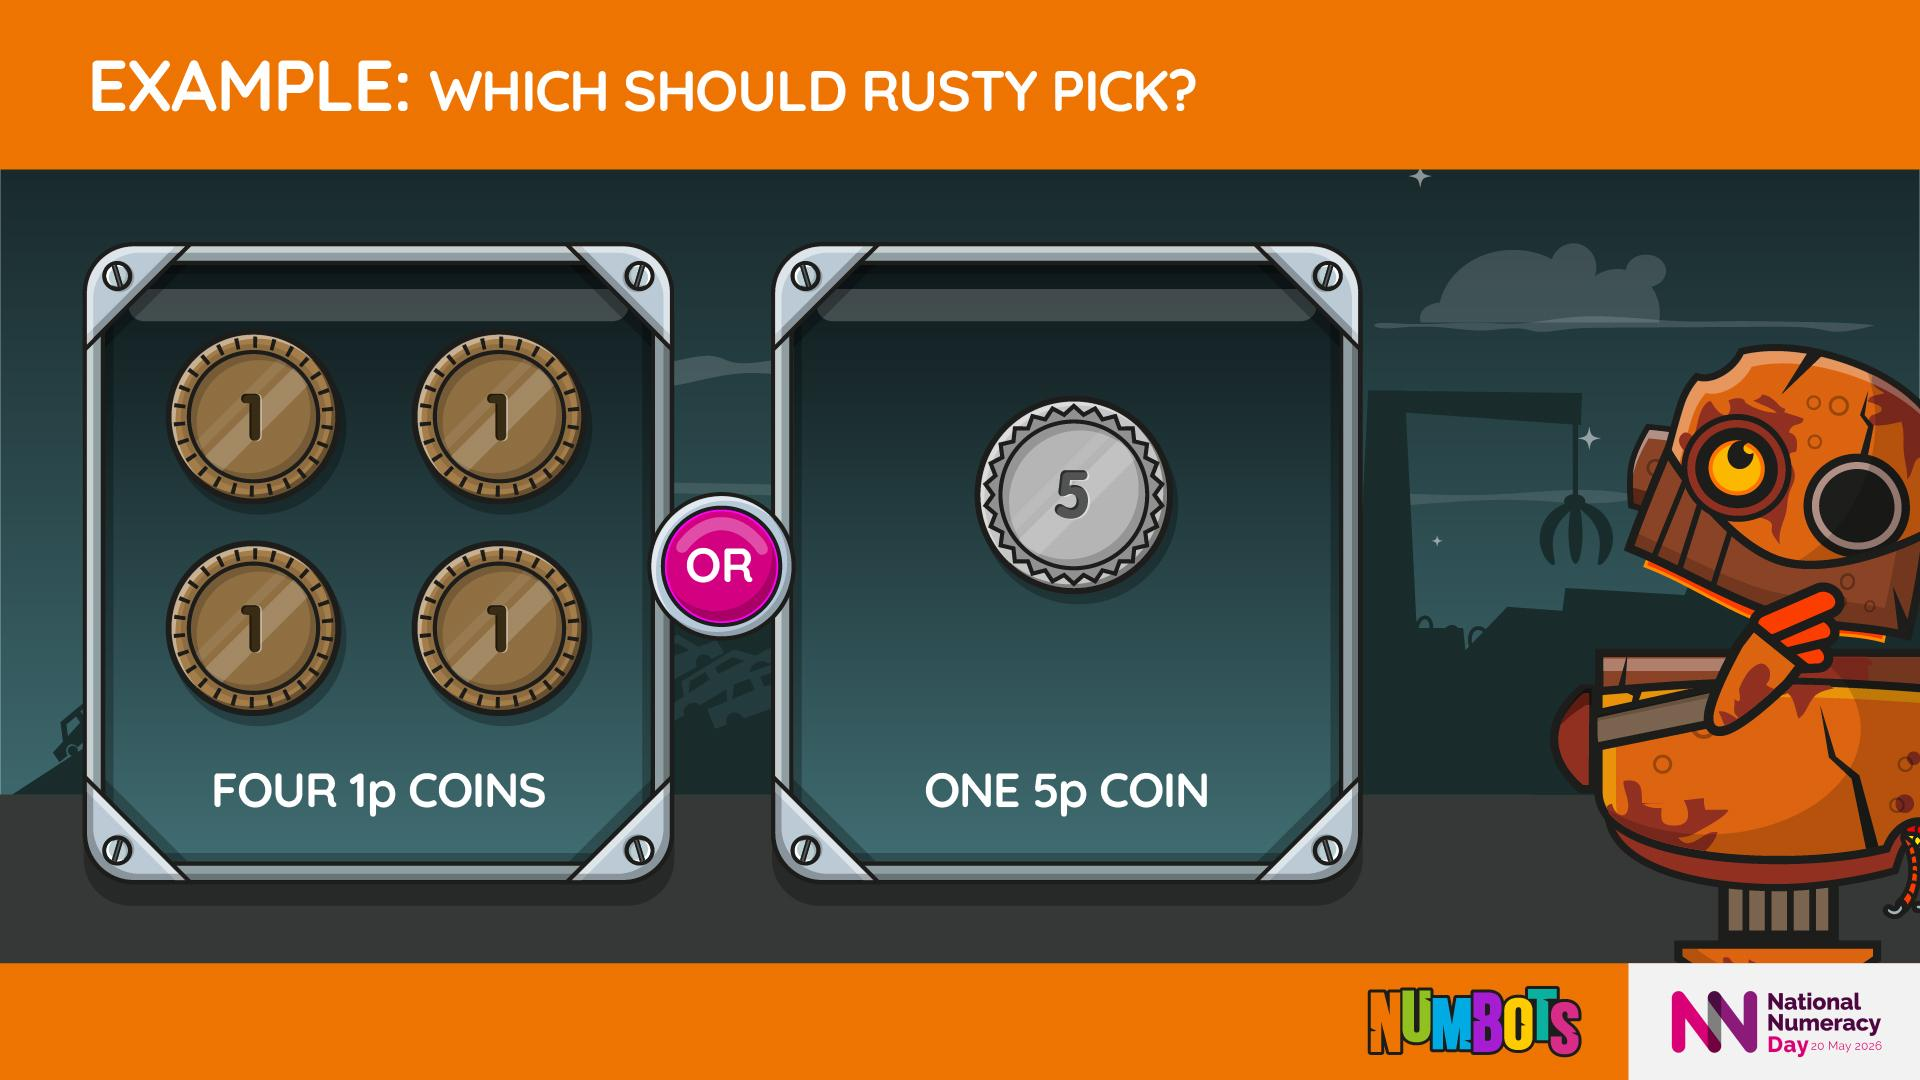 EXAMPLE: WHICH SHOULD RUSTY PICK?
1
1
1
1
FOUR 1p COINS
OR
5
ONE 5p COIN
NUMBOTS
National
Numeracy
Day 20 May 2026